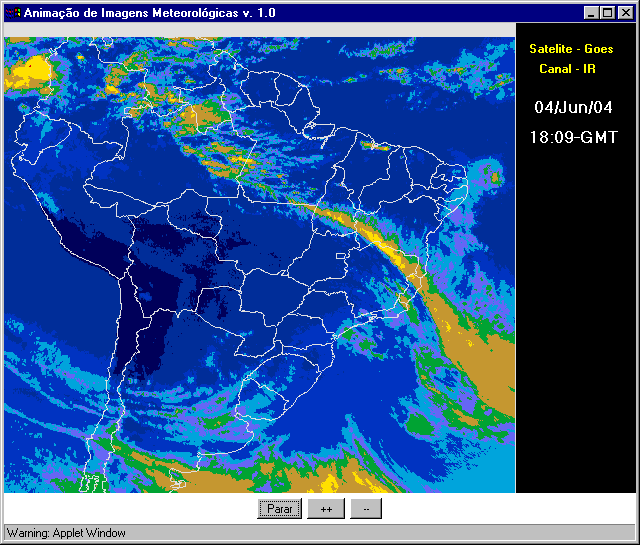 Animação de Imagens Meteorológicas v. 1.0
Satelite - Goes
Canal - IR
04/Jun/04
18:09-GMT
Parar
++
--
Warning: Applet Window